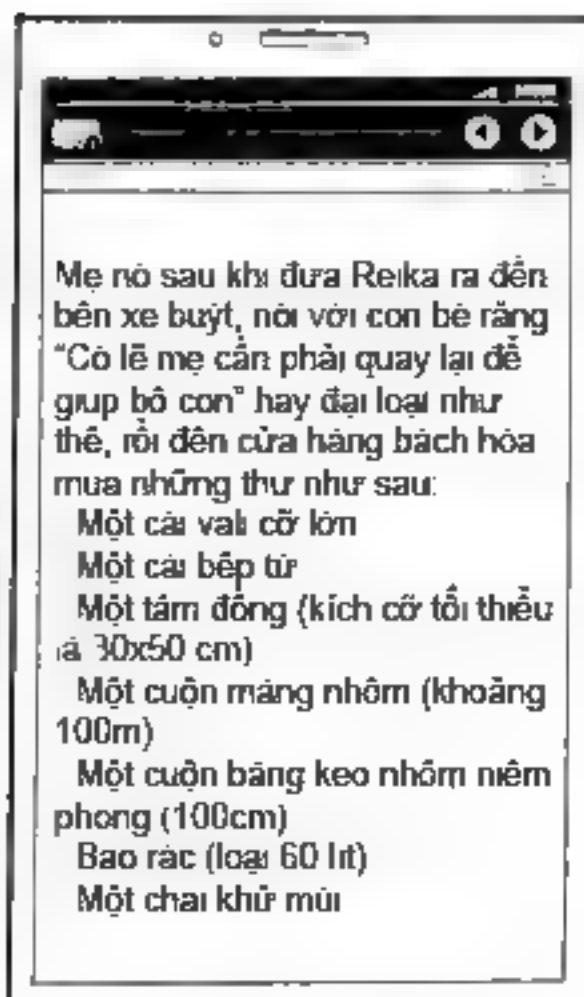 Mẹ nó sau khi đưa Reika ra đến
bến xe buýt, nói với con bé rằng
“Có lẽ mẹ cần phải quay lại để
giúp bố con” hay đại loại như
thế, rồi đến cửa hàng bách hóa
mua những thứ như sau:
Một cái vali cỡ lớn
Một cái bếp từ
Một tấm đồng (kích cỡ tối thiểu
là 30x50 cm)
Một cuộn màng nhôm (khoảng
100m)
Một cuộn băng keo nhôm niêm
phong (100cm)
Bao rác (loại 60 lít)
Một chai khử mùi